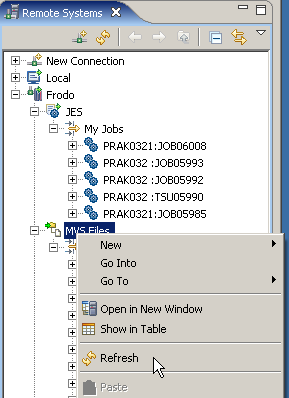 Remote Systems
New Connection
Local
Frodo
JES
My Jobs
PRAK0321:JOB06008
PRAK032 :JOB05993
PRAK032 :JOB05992
PRAK032 :TSU05990
PRAK0321:JOB05985
MVS Files
New
Go Into
Go To
Open in New Window
Show in Table
Refresh
Paste